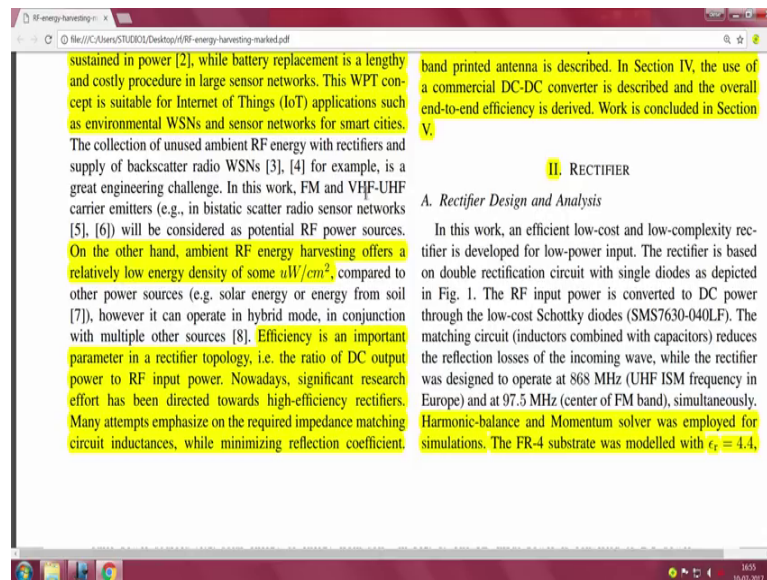 RF-energy-harvesting-m
file:///C:/Users/STUDIO1/Desktop/rf/RF-energy-harvesting-marked.pdf
sustained in power [2], while battery replacement is a lengthy
and costly procedure in large sensor networks. This WPT con-
cept is suitable for Internet of Things (IoT) applications such
as environmental WSNs and sensor networks for smart cities.
The collection of unused ambient RF energy with rectifiers and
supply of backscatter radio WSNs [3], [4] for example, is a
great engineering challenge. In this work, FM and VHF-UHF
carrier emitters (e.g., in bistatic scatter radio sensor networks
[5], [6]) will be considered as potential RF power sources.
On the other hand, ambient RF energy harvesting offers a
relatively low energy density of some uW/cm², compared to
other power sources (e.g. solar energy or energy from soil
[7]), however it can operate in hybrid mode, in conjunction
with multiple other sources [8]. Efficiency is an important
parameter in a rectifier topology, i.e. the ratio of DC output
power to RF input power. Nowadays, significant research
effort has been directed towards high-efficiency rectifiers.
Many attempts emphasize on the required impedance matching
circuit inductances, while minimizing reflection coefficient.
band printed antenna is described. In Section IV, the use of
a commercial DC-DC converter is described and the overall
end-to-end efficiency is derived. Work is concluded in Section
V.
II. RECTIFIER
A. Rectifier Design and Analysis
In this work, an efficient low-cost and low-complexity rec-
tifier is developed for low-power input. The rectifier is based
on double rectification circuit with single diodes as depicted
in Fig. 1. The RF input power is converted to DC power
through the low-cost Schottky diodes (SMS7630-040LF). The
matching circuit (inductors combined with capacitors) reduces
the reflection losses of the incoming wave, while the rectifier
was designed to operate at 868 MHz (UHF ISM frequency in
Europe) and at 97.5 MHz (center of FM band), simultaneously.
Harmonic-balance and Momentum solver was employed for
simulations. The FR-4 substrate was modelled with ϵr = 4.4,
1655